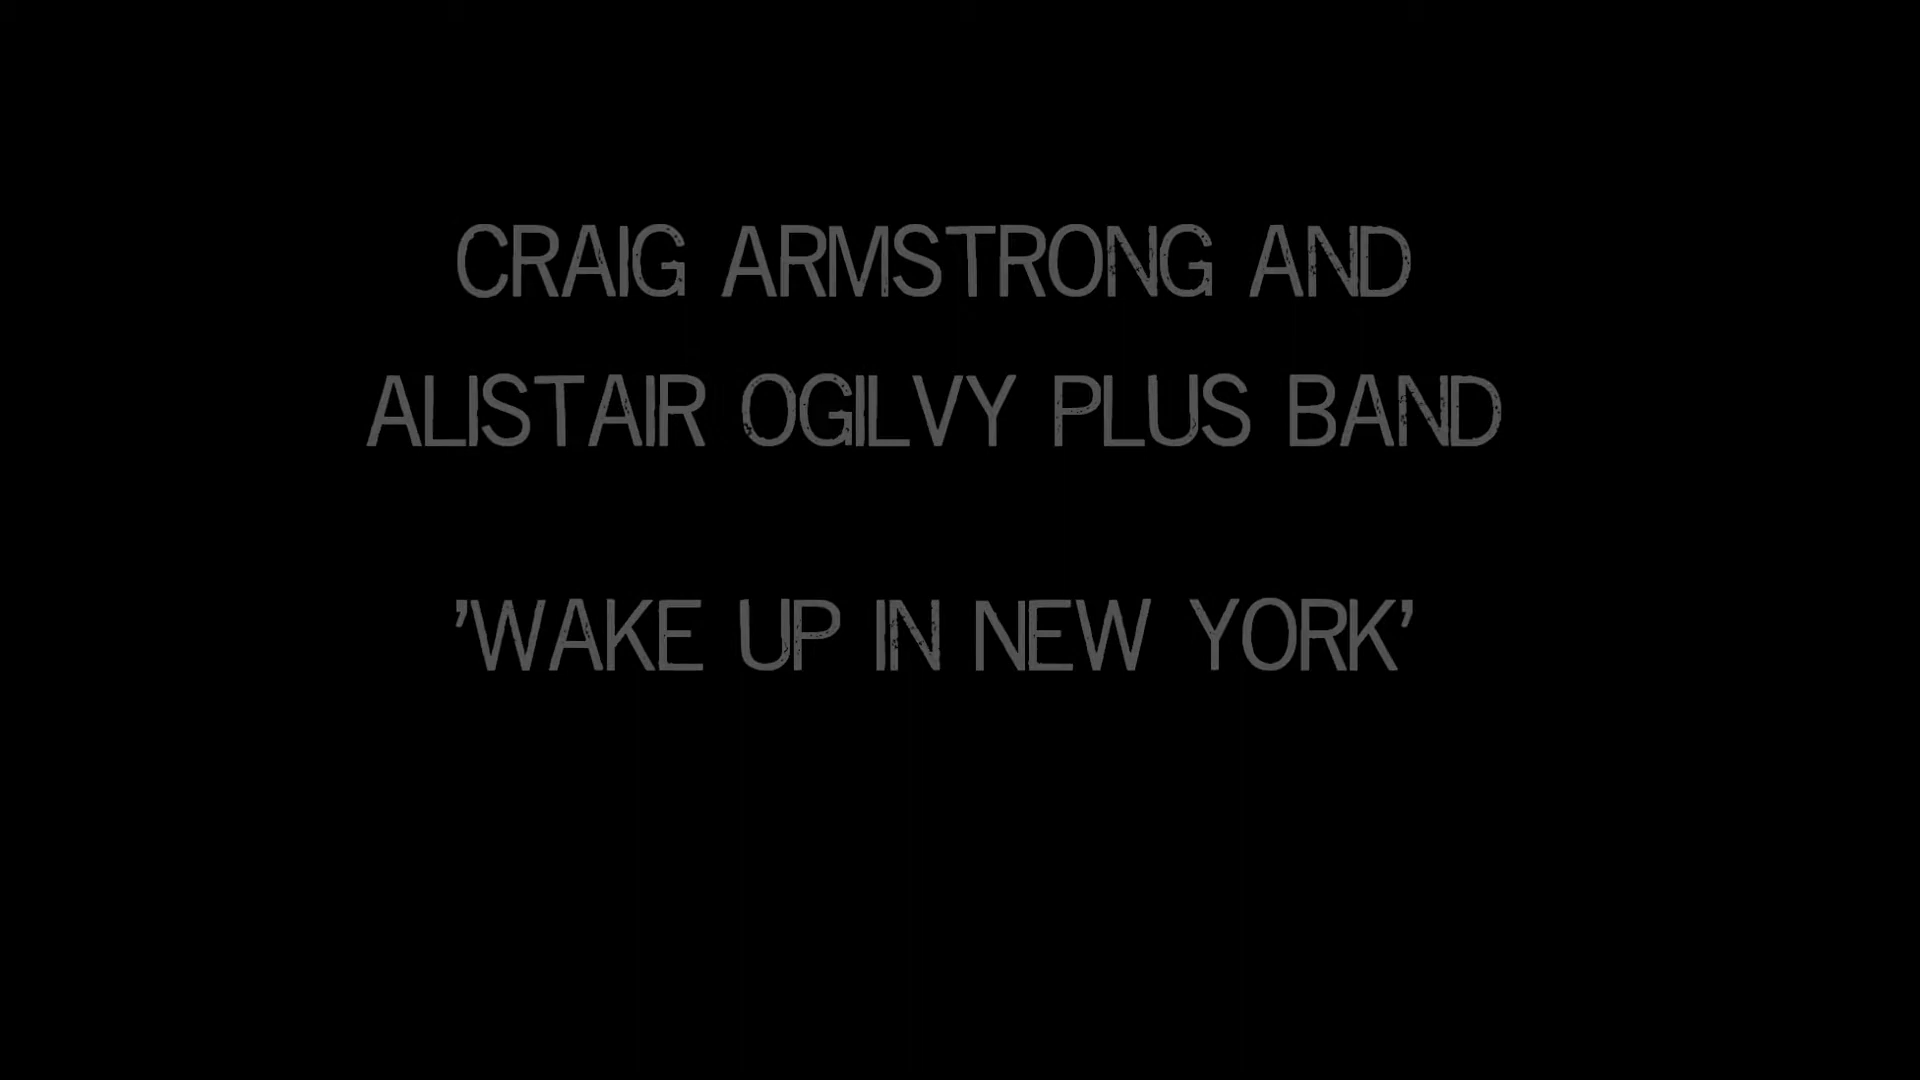 CRAIG ARMSTRONG AND
ALISTAIR OGILVY PLUS BAND
'WAKE UP IN NEW YORK'